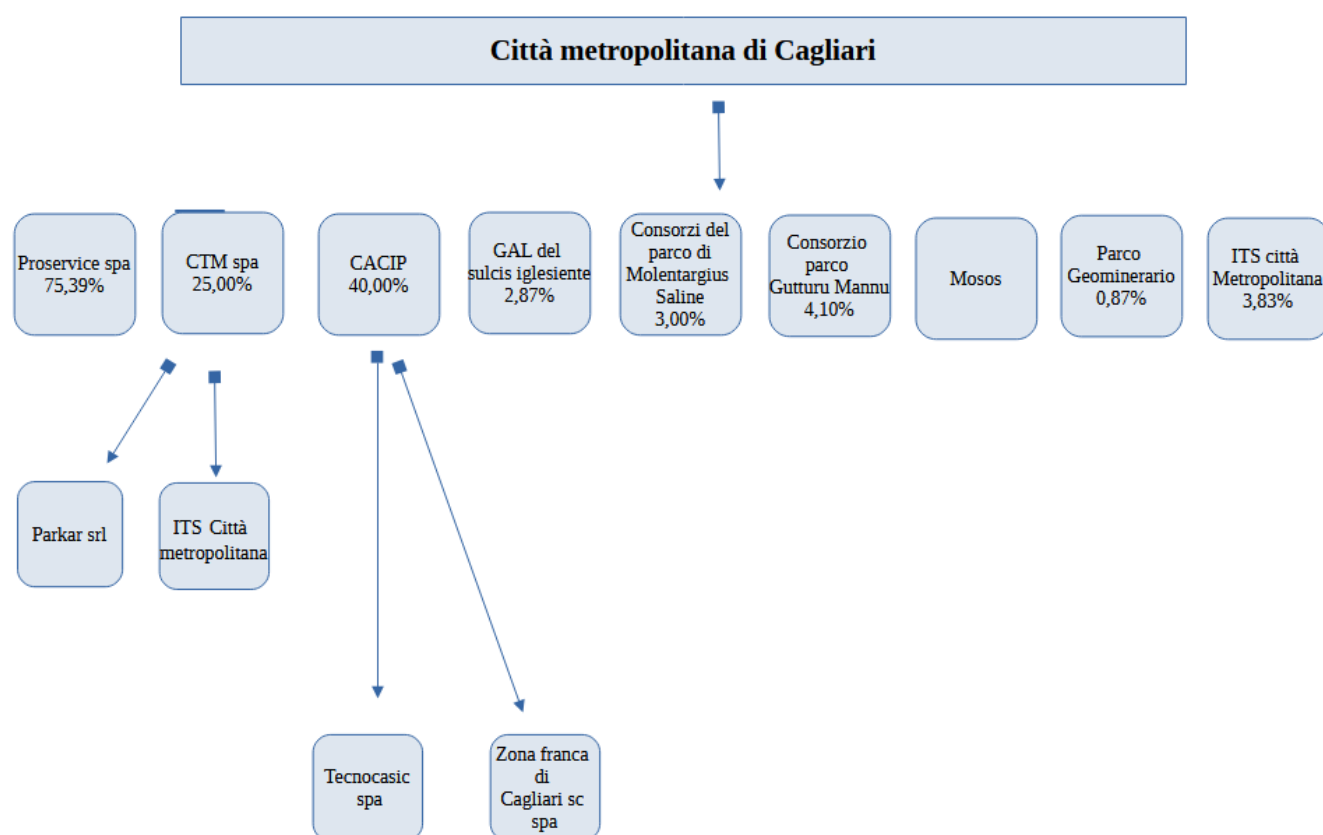 Città metropolitana di Cagliari
Proservice spa
75,39%
CTM spa
25,00%
CACIP
40,00%
GAL del
sulcis iglesiente
2,87%
Consorzi del
parco di
Molentargius
Saline
3,00%
Consorzio
parco
Gutturu Mannu
4,10%
Mosos
Parco
Geominerario
0,87%
ITS città
Metropolitana
3,83%
Parkar srl
ITS Città
metropolitana
Tecnocasic
spa
Zona franca
di
Cagliari sc
spa